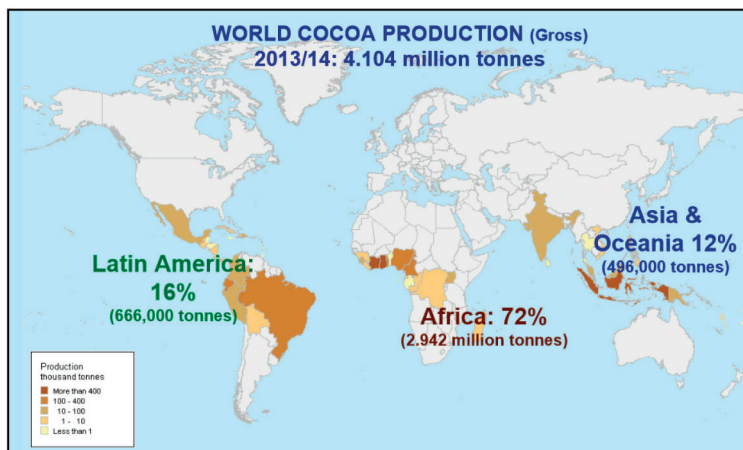 WORLD COCOA PRODUCTION (Gross)
2013/14: 4.104 million tonnes
Asia &
Oceania 12%
(496,000 tonnes)
Latin America:
16%
(666,000 tonnes)
Africa: 72%
(2.942 million tonnes)
Production
thousand tonnes
More than 400
100 - 400
10 - 100
1 - 10
Less than 1